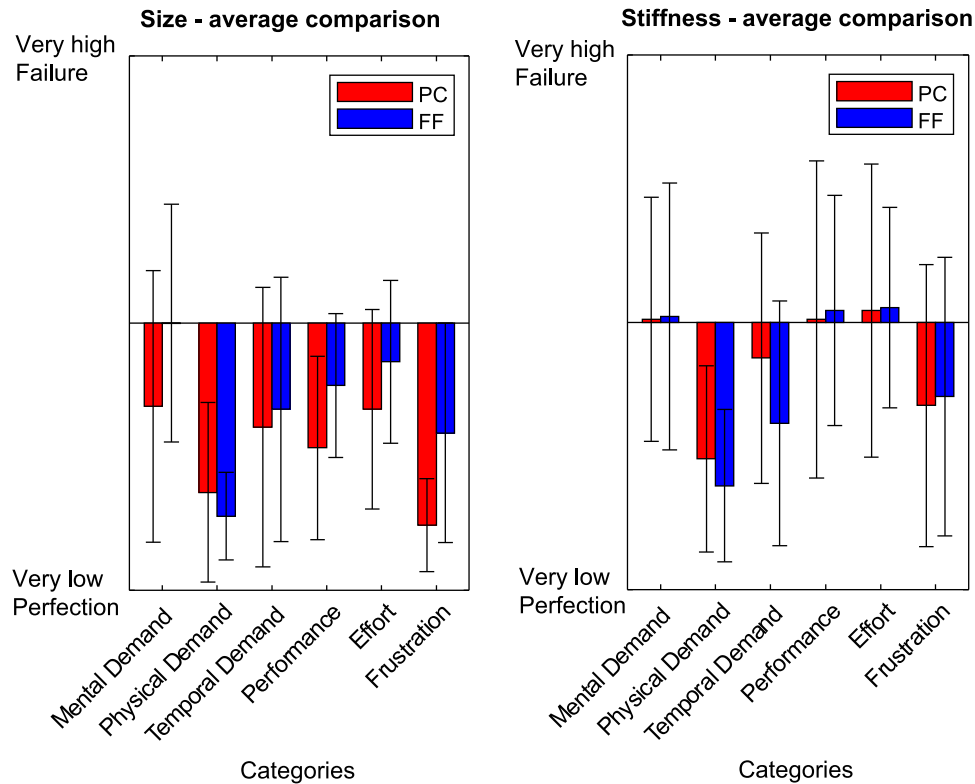 Size - average comparison
Very high
Failure
PC
FF
Very low
Perfection
Mental Demand
Physical Demand
Temporal Demand
Performance
Effort
Frustration
Categories
Stiffness - average comparison
Very high
Failure
PC
FF
Very low
Perfection
Mental Demand
Physical Demand
Temporal Demand
Performance
Effort
Frustration
Categories